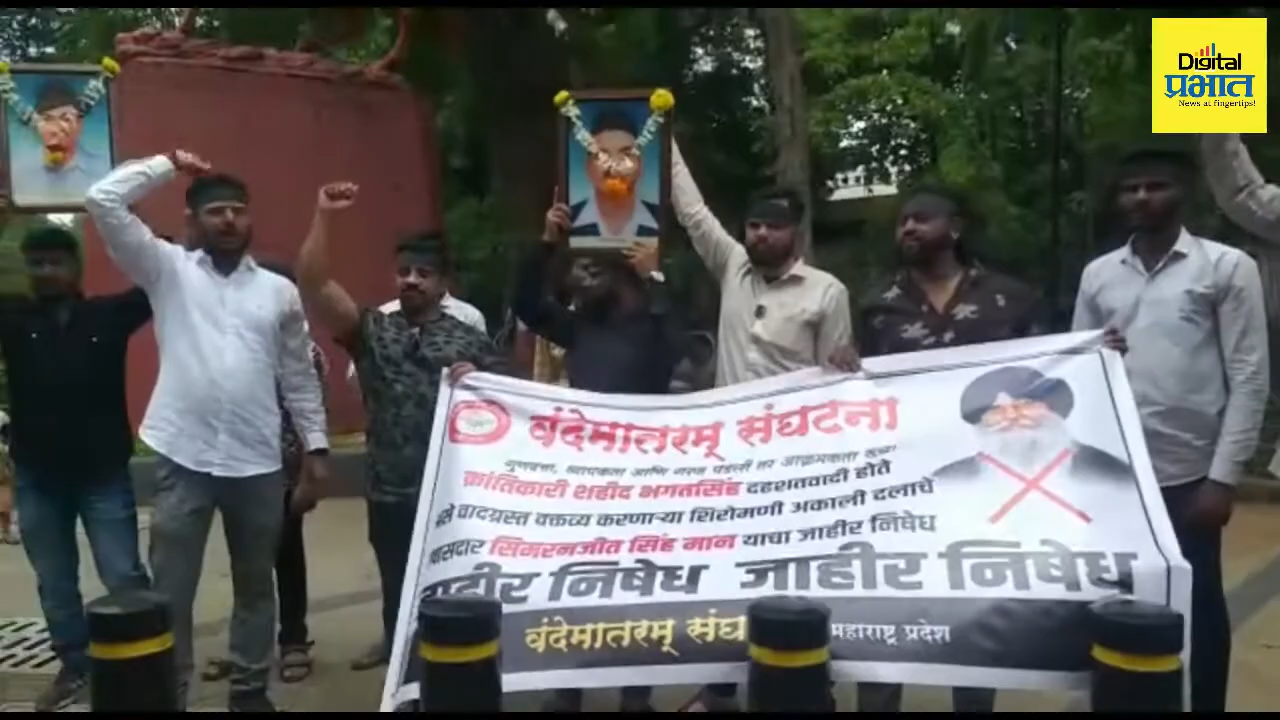 Digital
प्रभात
News at fingertips!
वंदेमातरम् संघटना
क्रांतिकारी शहीद भगतसिंह दहशतवादी होते
असे वादग्रस्त वक्तव्य करणाऱ्या शिरोमणी अकाली दलाचे
खासदार सिमरनजीत सिंह मान याचा जाहीर निषेध
जाहीर निषेध जाहीर निषेध
वंदेमातरम् महाराष्ट्र प्रदेश